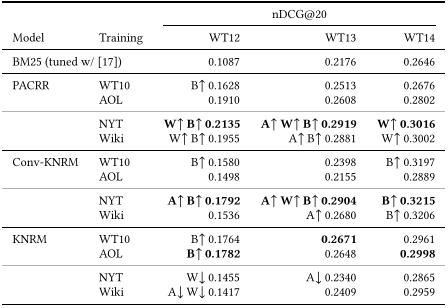 nDCG@20
Model Training WT12 WT13 WT14
BM25 (tuned w/ [17]) 0.1087 0.2176 0.2646
PACRR WT10 B↑ 0.1628 0.2513 0.2676
AOL 0.1910 0.2608 0.2802
NYT W↑ B↑ 0.2135 A↑ W↑ B↑ 0.2919 W↑ 0.3016
Wiki W↑ B↑ 0.1955 A↑ B↑ 0.2881 W↑ 0.3002
Conv-KNRM WT10 B↑ 0.1580 0.2398 B↑ 0.3197
AOL 0.1498 0.2155 0.2889
NYT A↑ B↑ 0.1792 A↑ W↑ B↑ 0.2904 B↑ 0.3215
Wiki 0.1536 A↑ 0.2680 B↑ 0.3206
KNRM WT10 B↑ 0.1764 0.2671 0.2961
AOL B↑ 0.1782 0.2648 0.2998
NYT W↓ 0.1455 A↓ 0.2340 0.2865
Wiki A↓ W↓ 0.1417 0.2409 0.2959